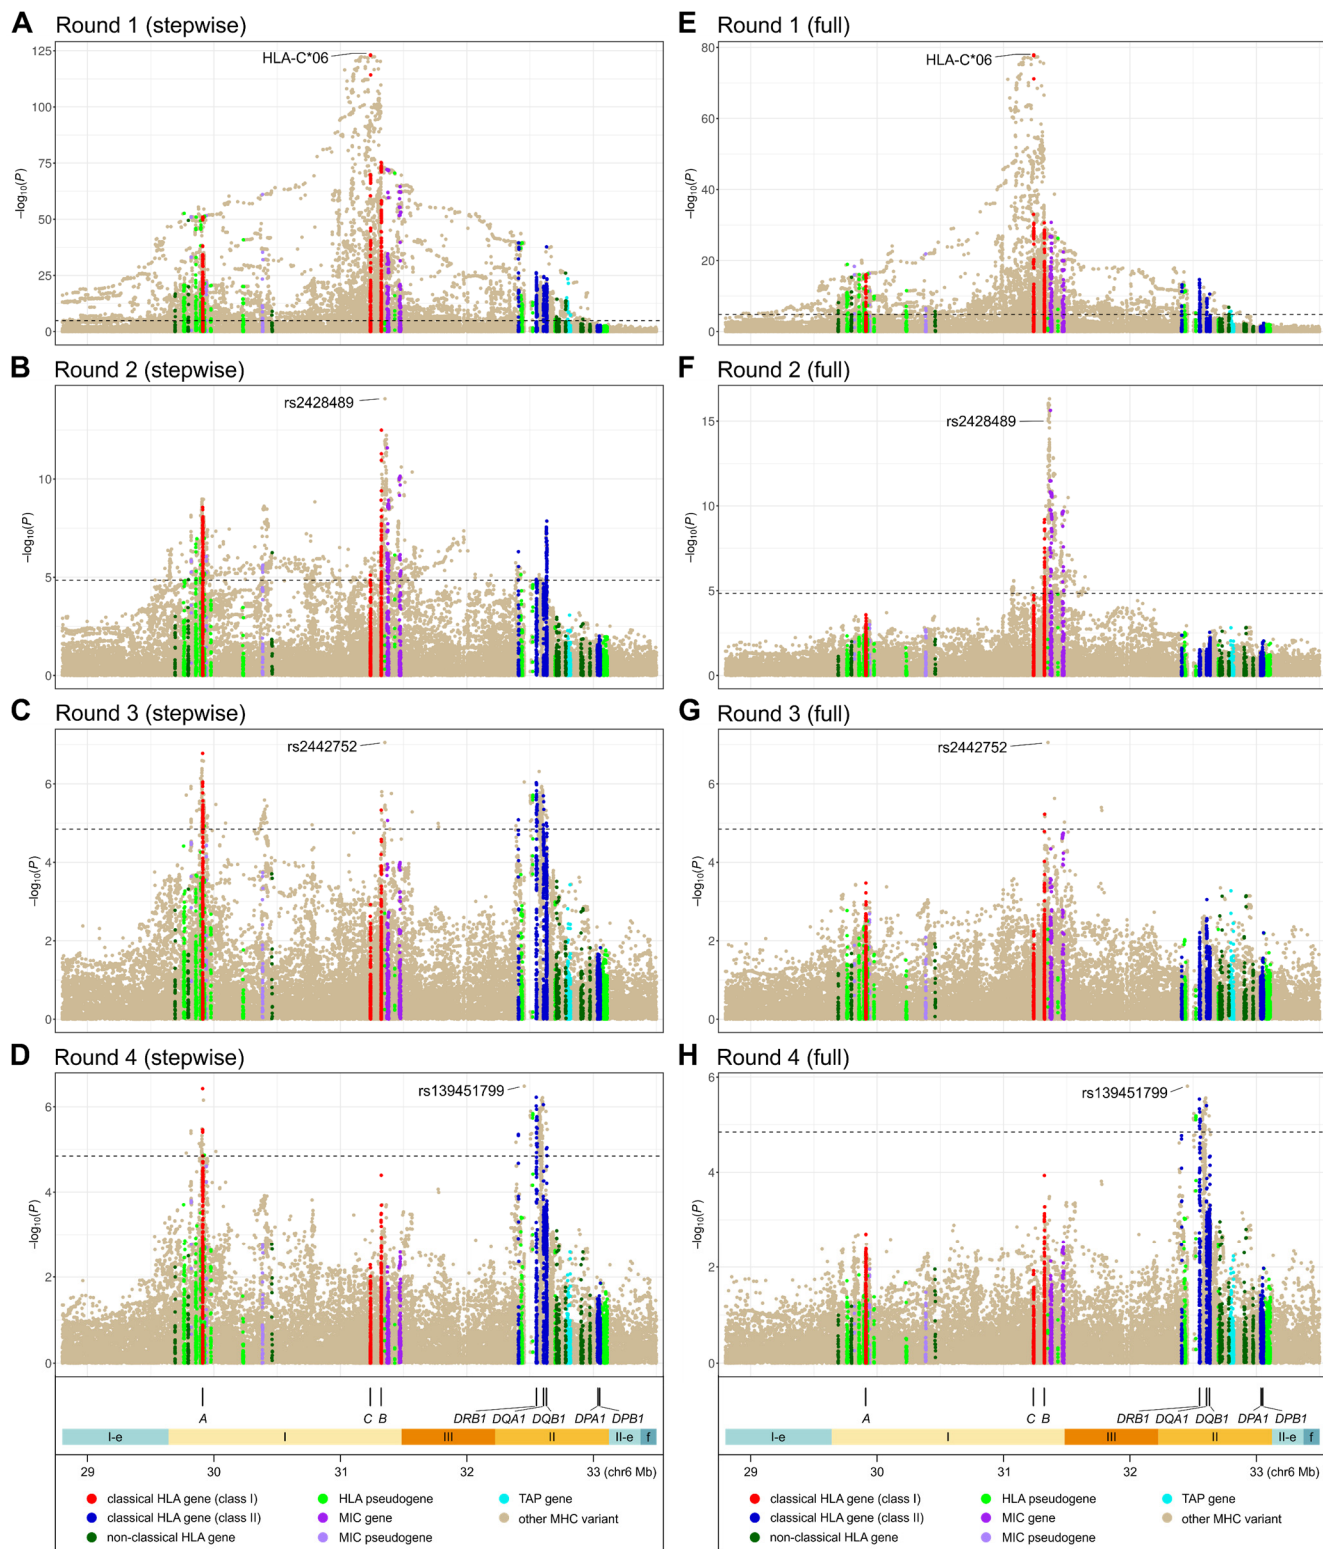 A Round 1 (stepwise)
HLA-C*06
125
100
75
50
25
0
−log10(P)
E Round 1 (full)
HLA-C*06
80
60
40
20
0
−log10(P)
B Round 2 (stepwise)
rs2428489
10
5
0
−log10(P)
F Round 2 (full)
rs2428489
15
10
5
0
−log10(P)
C Round 3 (stepwise)
rs2442752
6
4
2
0
−log10(P)
G Round 3 (full)
rs2442752
6
4
2
0
−log10(P)
D Round 4 (stepwise)
rs139451799
6
4
2
0
−log10(P)
H Round 4 (full)
rs139451799
6
4
2
0
−log10(P)
A C B DRB1 DQA1 DQB1 DPA1 DPB1
I-e I III II II-e f
29 30 31 32 33 (chr6 Mb)
classical HLA gene (class I) HLA pseudogene TAP gene
classical HLA gene (class II) MIC gene other MHC variant
non-classical HLA gene MIC pseudogene
A C B DRB1 DQA1 DQB1 DPA1 DPB1
I-e I III II II-e f
29 30 31 32 33 (chr6 Mb)
classical HLA gene (class I) HLA pseudogene TAP gene
classical HLA gene (class II) MIC gene other MHC variant
non-classical HLA gene MIC pseudogene